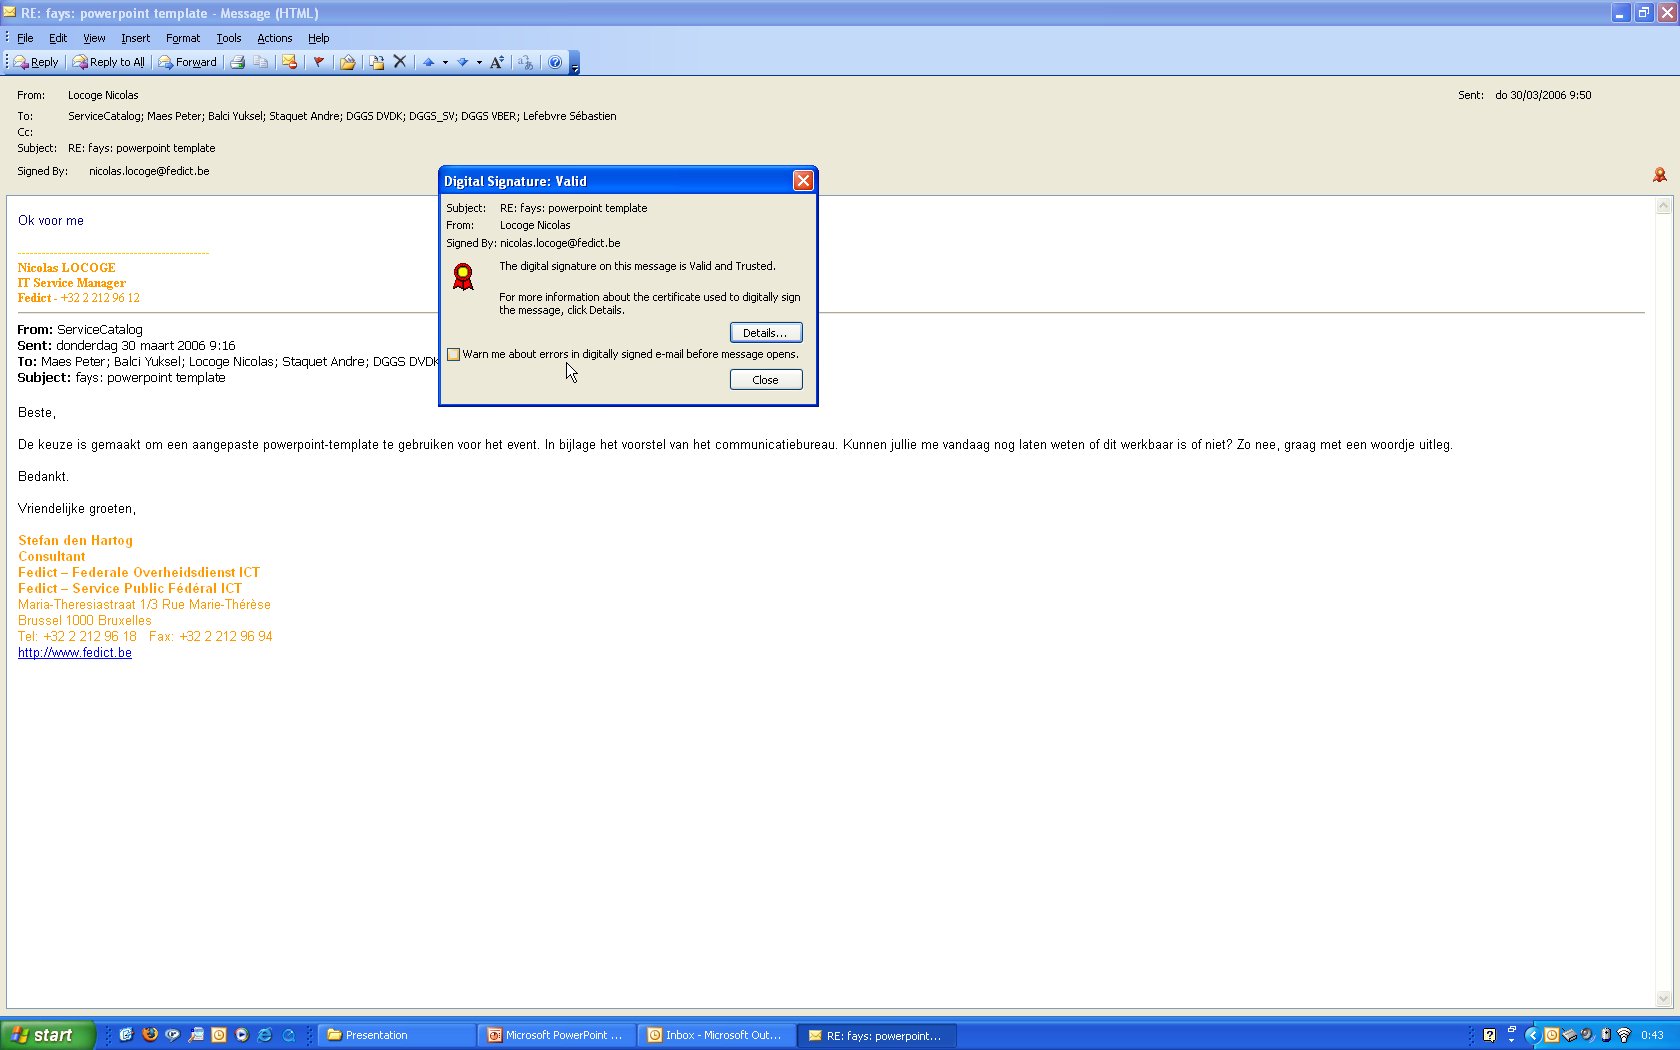 RE: fays: powerpoint template - Message (HTML)
File Edit View Insert Format Tools Actions Help
Reply Reply to All Forward
From: Locoge Nicolas Sent: do 30/03/2006 9:50
To: ServiceCatalog; Maes Peter; Balci Yuksel; Staquet Andre; DGGS DVDK; DGGS_SV; DGGS VBER; Lefebvre Sébastien
Cc:
Subject: RE: fays: powerpoint template
Signed By: nicolas.locoge@fedict.be
Digital Signature: Valid
Subject: RE: fays: powerpoint template
From: Locoge Nicolas
Signed By: nicolas.locoge@fedict.be
The digital signature on this message is Valid and Trusted.
For more information about the certificate used to digitally sign
the message, click Details.
Details...
Warn me about errors in digitally signed e-mail before message opens.
Close
Ok voor me
------------------------------------------------
Nicolas LOCOGE
IT Service Manager
Fedict - +32 2 212 96 12
From: ServiceCatalog
Sent: donderdag 30 maart 2006 9:16
To: Maes Peter; Balci Yuksel; Locoge Nicolas; Staquet Andre; DGGS DVDK
Subject: fays: powerpoint template
Beste,
De keuze is gemaakt om een aangepaste powerpoint-template te gebruiken voor het event. In bijlage het voorstel van het communicatiebureau. Kunnen jullie me vandaag nog laten weten of dit werkbaar is of niet? Zo nee, graag met een woordje uitleg.
Bedankt.
Vriendelijke groeten,
Stefan den Hartog
Consultant
Fedict – Federale Overheidsdienst ICT
Fedict – Service Public Fédéral ICT
Maria-Theresiastraat 1/3 Rue Marie-Thérèse
Brussel 1000 Bruxelles
Tel: +32 2 212 96 18 Fax: +32 2 212 96 94
http://www.fedict.be
start Presentation Microsoft PowerPoint ... Inbox - Microsoft Out... RE: fays: powerpoint... 0:43